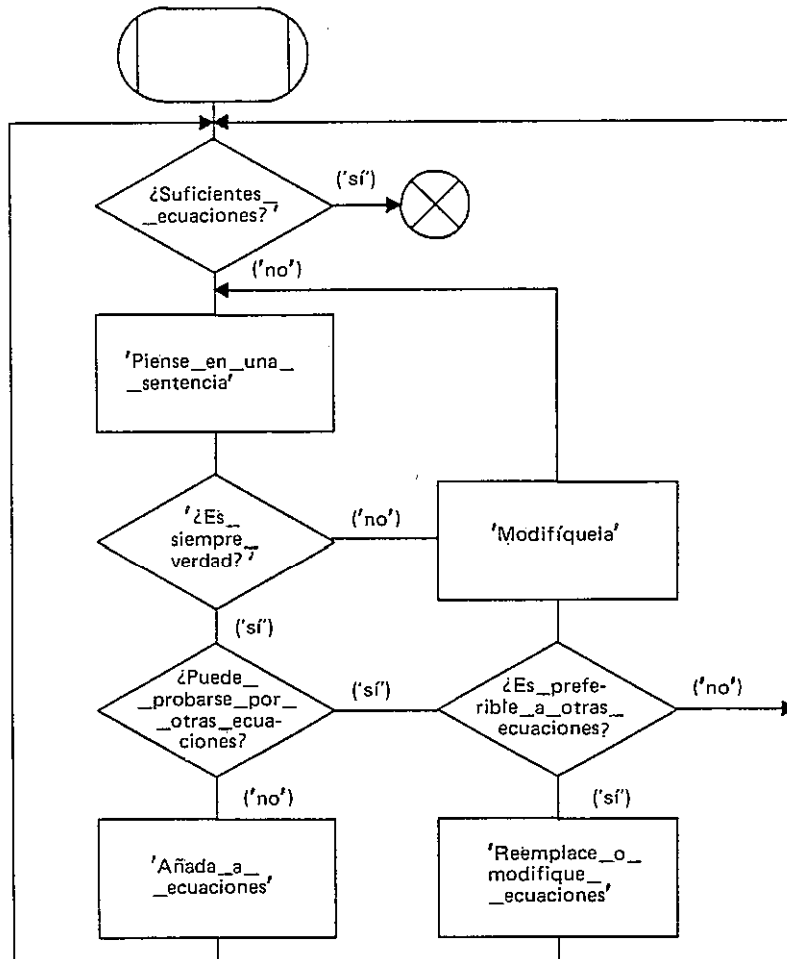 ¿Suficientes_
_ecuaciones?'
('sí')
('no')
'Piense_en_una_
_sentencia'
'¿Es_
siempre_
verdad?'
('no')
'Modifíquela'
('sí')
¿Puede_
_probarse_por_
_otras_ecua-
ciones?
('sí')
¿Es_prefe-
rible_a_otras_
ecuaciones?
('no')
('no')
('sí')
'Añada_a_
_ecuaciones'
'Reemplace_o_
modifique_
_ecuaciones'